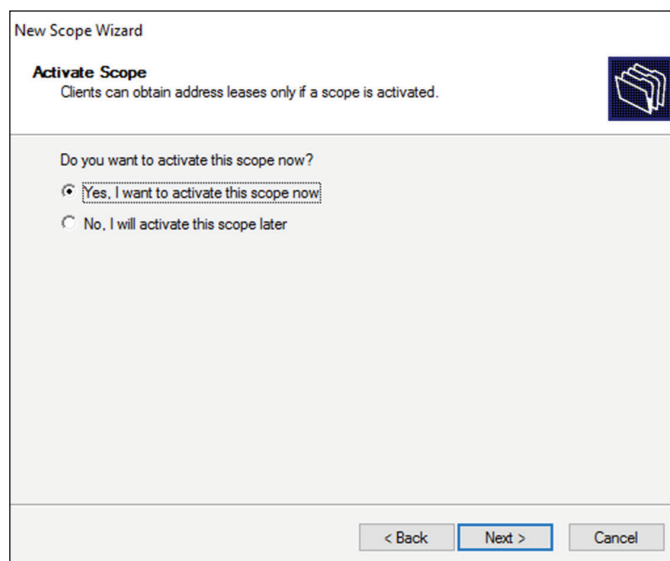 New Scope Wizard
Activate Scope
Clients can obtain address leases only if a scope is activated.
Do you want to activate this scope now?
Yes, I want to activate this scope now
No, I will activate this scope later
< Back
Next >
Cancel